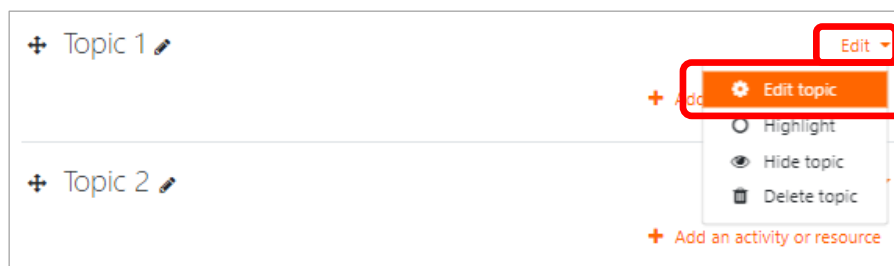 Topic 1
Edit
Edit topic
Highlight
Hide topic
Delete topic
Topic 2
Add an activity or resource